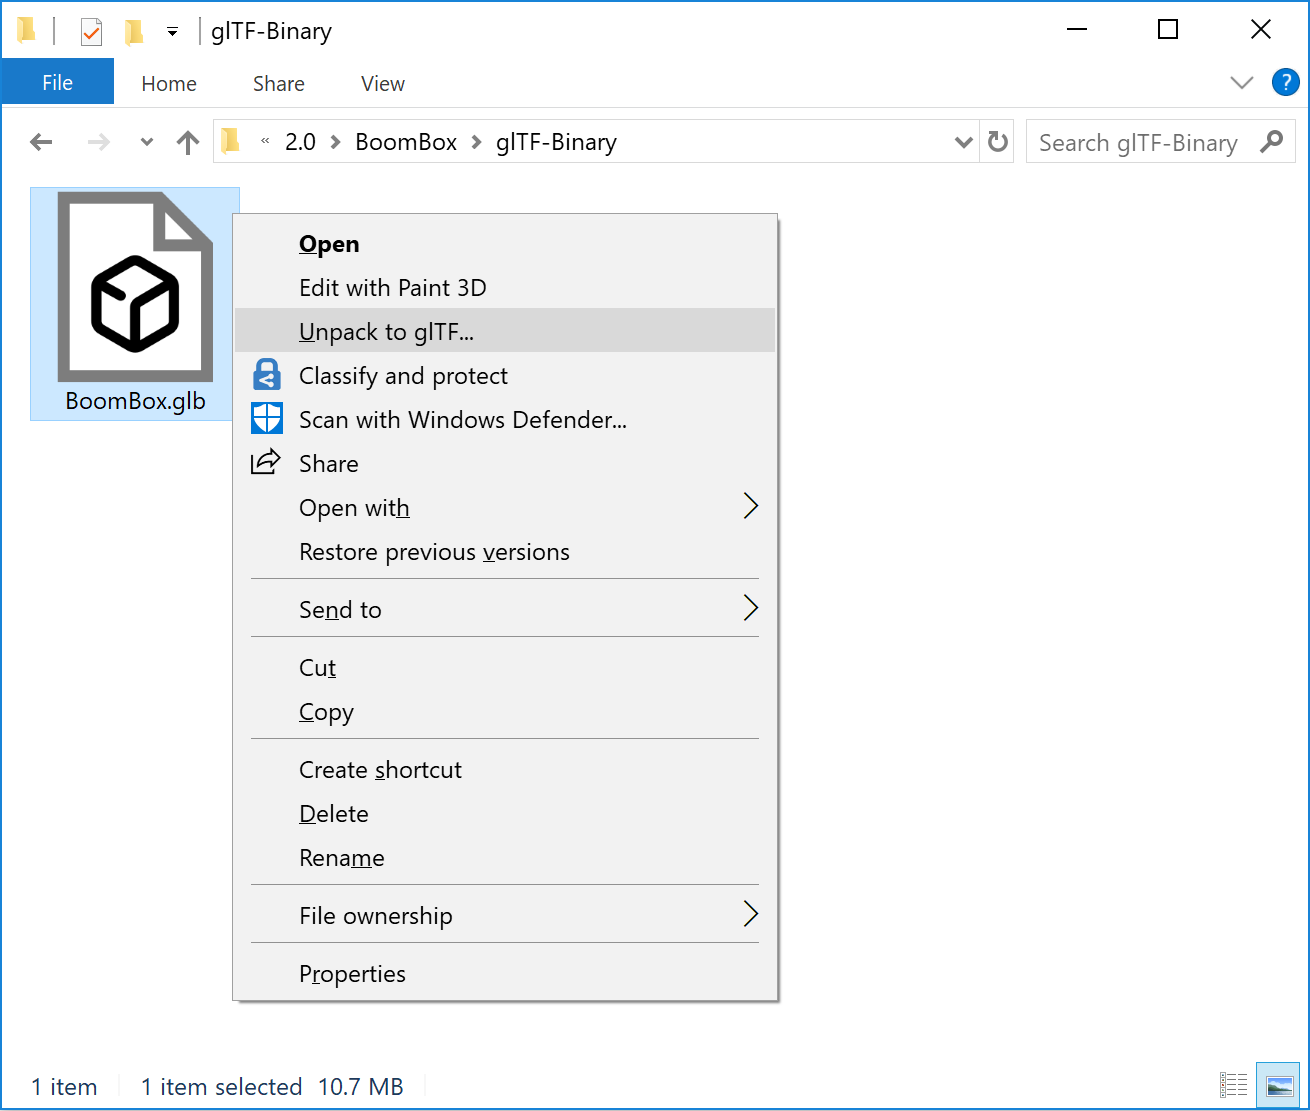 glTF-Binary
File Home Share View ?
« 2.0 > BoomBox > glTF-Binary Search glTF-Binary
BoomBox.glb
Open
Edit with Paint 3D
Unpack to glTF...
Classify and protect
Scan with Windows Defender...
Share
Open with
Restore previous versions
Send to
Cut
Copy
Create shortcut
Delete
Rename
File ownership
Properties
1 item 1 item selected 10.7 MB